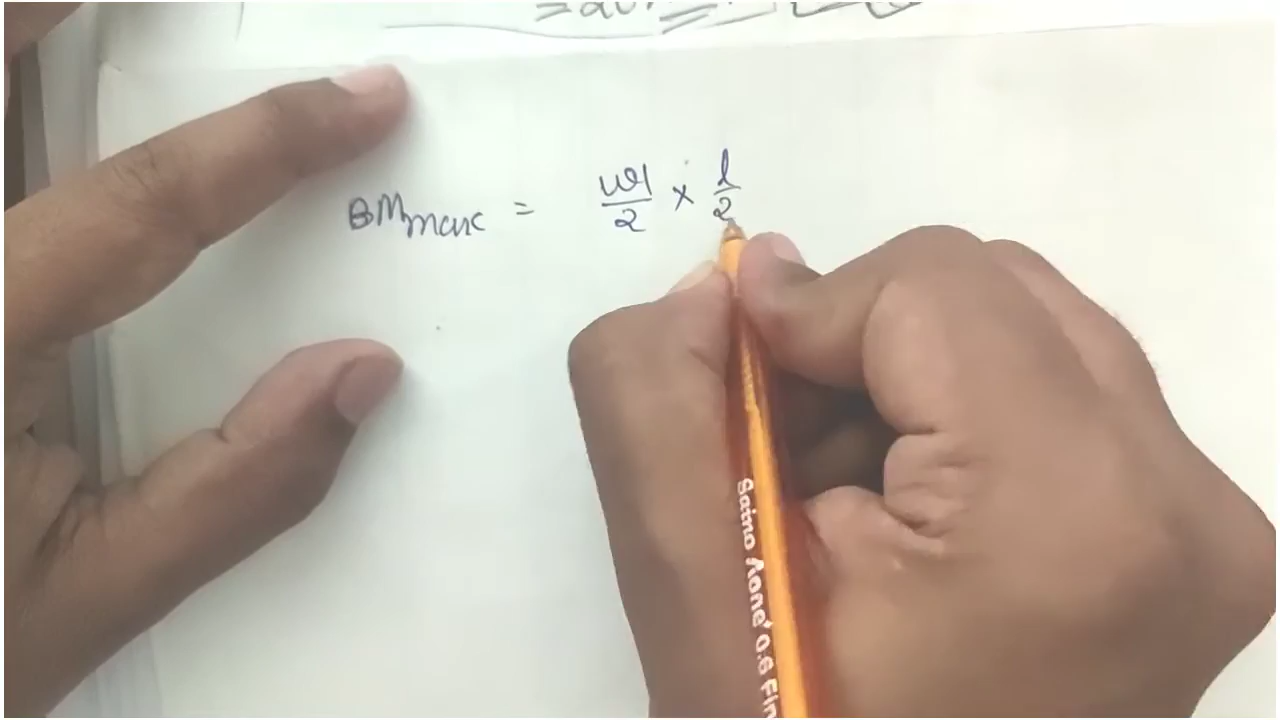 BMmax = wl/2 × l/2
Saino Aone' 0.6 Fin